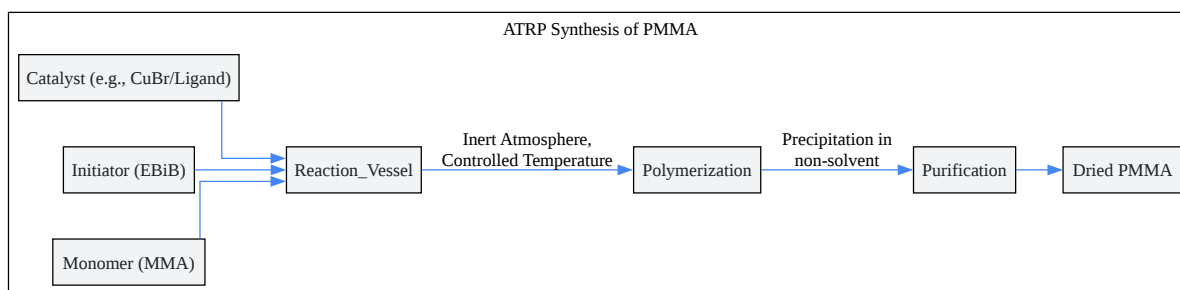 ATRP Synthesis of PMMA
Catalyst (e.g., CuBr/Ligand)
Initiator (EBiB)
Monomer (MMA)
Reaction_Vessel
Inert Atmosphere,
Controlled Temperature
Polymerization
Precipitation in
non-solvent
Purification
Dried PMMA